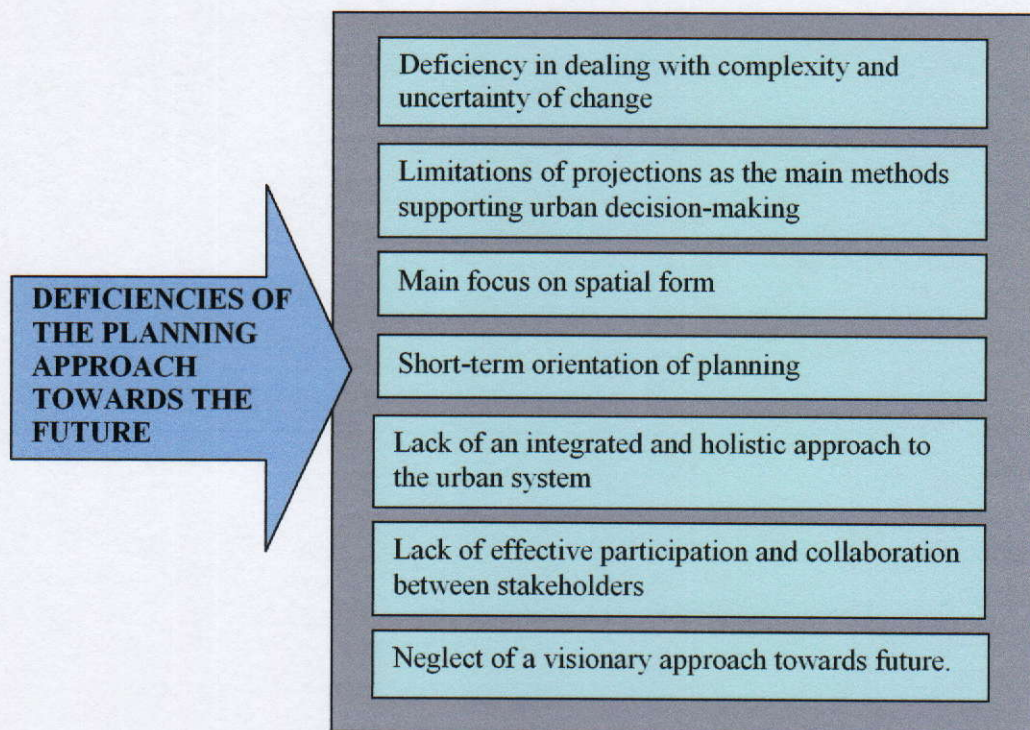 DEFICIENCIES OF
THE PLANNING
APPROACH
TOWARDS THE
FUTURE
Deficiency in dealing with complexity and
uncertainty of change
Limitations of projections as the main methods
supporting urban decision-making
Main focus on spatial form
Short-term orientation of planning
Lack of an integrated and holistic approach to
the urban system
Lack of effective participation and collaboration
between stakeholders
Neglect of a visionary approach towards future.